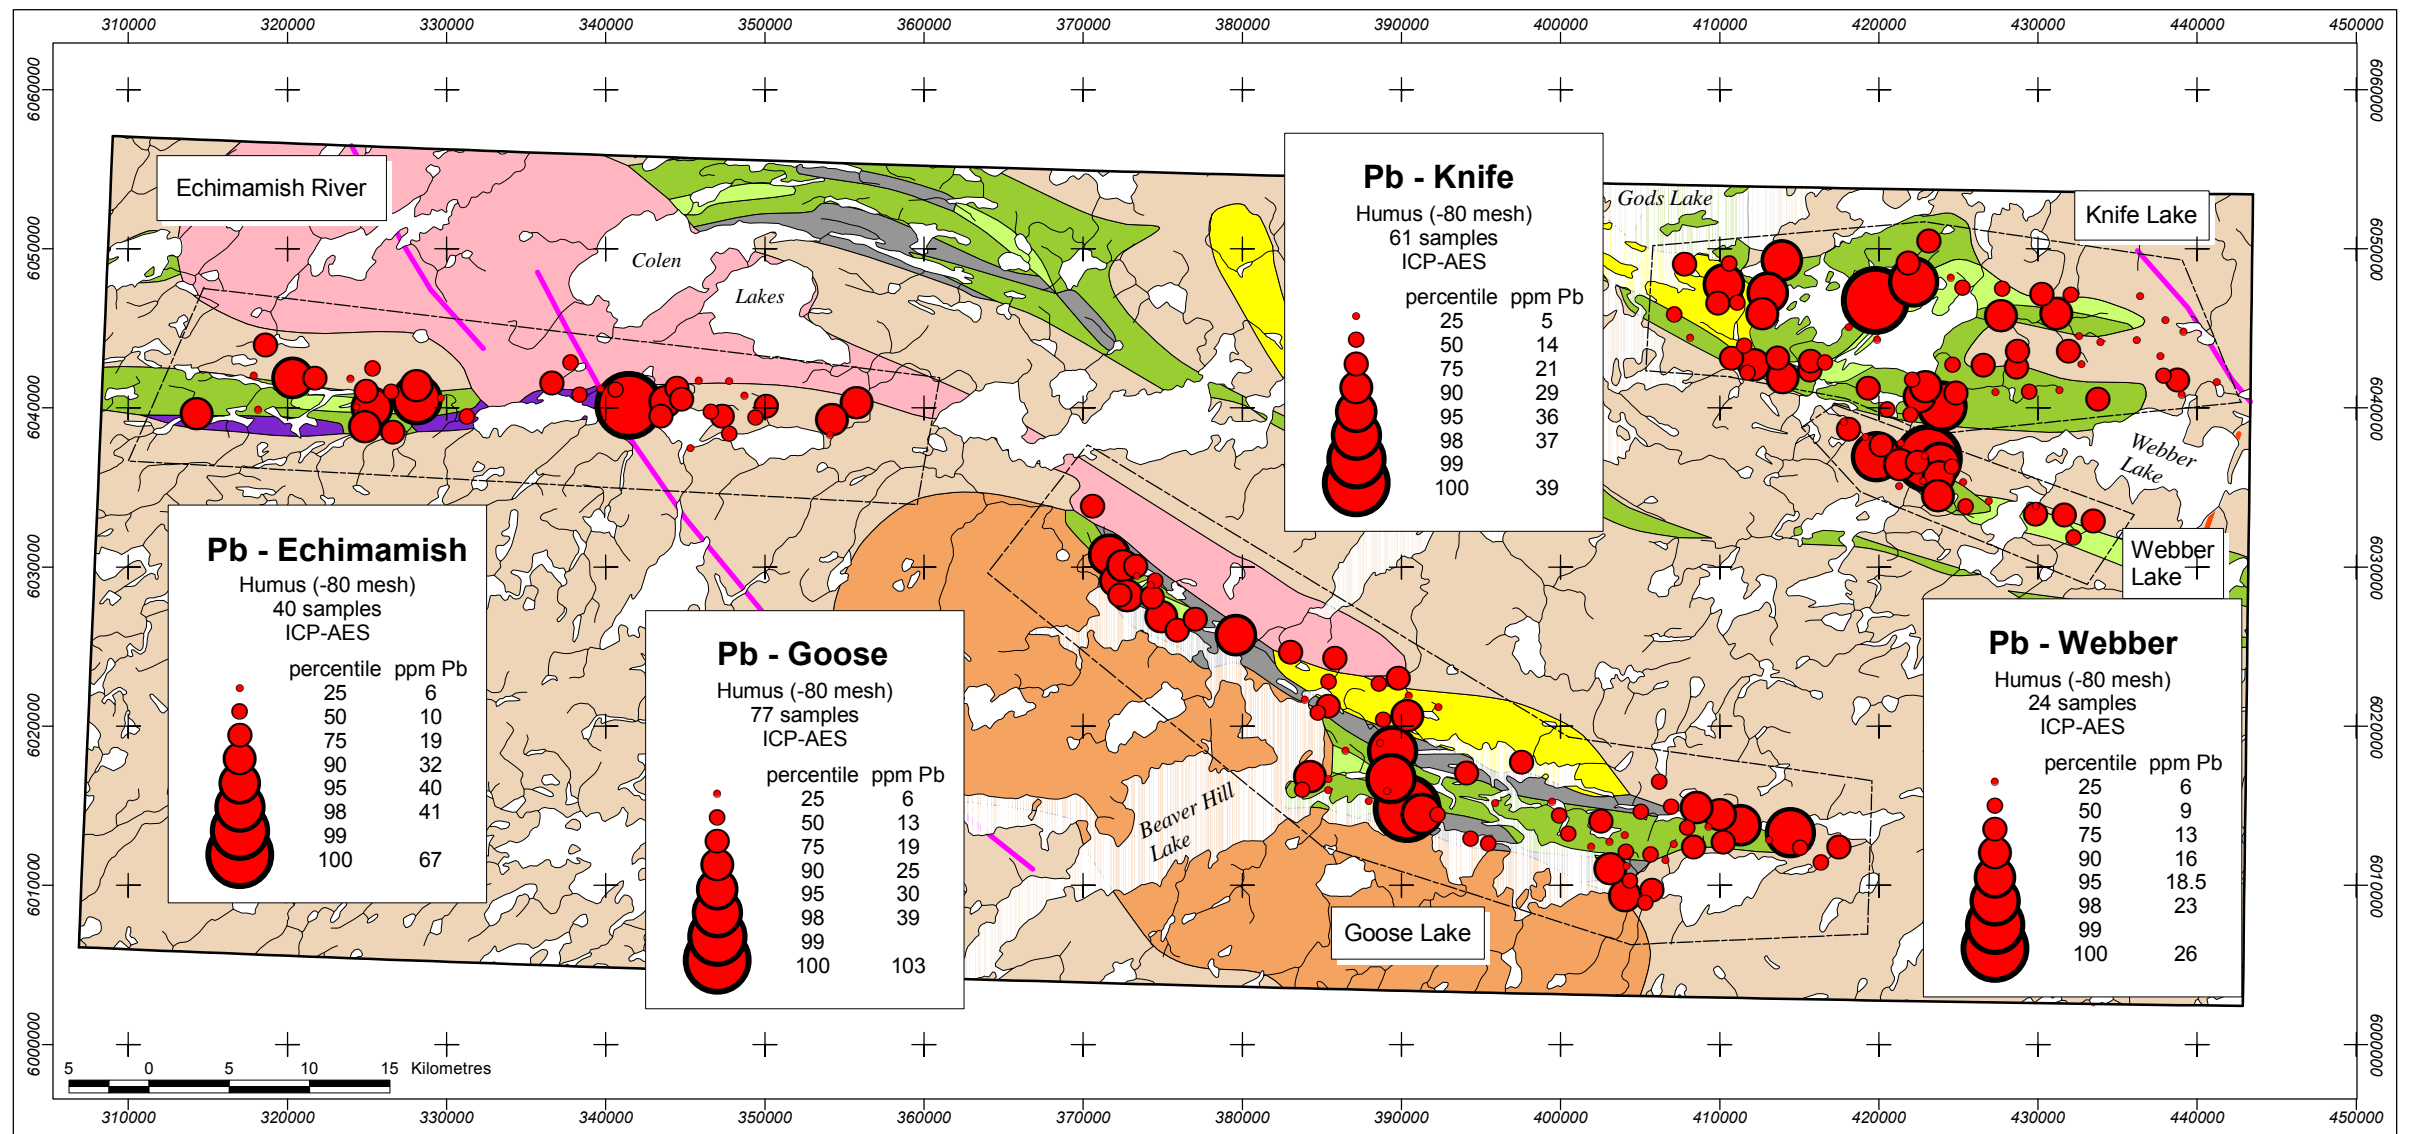 310000 320000 330000 340000 350000 360000 370000 380000 390000 400000 410000 420000 430000 440000 450000
6060000 6060000
6050000 6050000
6040000 6040000
6030000 6030000
6020000 6020000
6010000 6010000
6000000 6000000
Echimamish River
Colen
Lakes
Gods Lake
Knife Lake
Webber
Lake
Webber
Lake
Beaver Hill
Lake
Goose Lake
Pb - Knife
Humus (-80 mesh)
61 samples
ICP-AES
percentile ppm Pb
25 5
50 14
75 21
90 29
95 36
98 37
99
100 39
Pb - Echimamish
Humus (-80 mesh)
40 samples
ICP-AES
percentile ppm Pb
25 6
50 10
75 19
90 32
95 40
98 41
99
100 67
Pb - Goose
Humus (-80 mesh)
77 samples
ICP-AES
percentile ppm Pb
25 6
50 13
75 19
90 25
95 30
98 39
99
100 103
Pb - Webber
Humus (-80 mesh)
24 samples
ICP-AES
percentile ppm Pb
25 6
50 9
75 13
90 16
95 18.5
98 23
99
100 26
5 0 5 10 15 Kilometres
310000 320000 330000 340000 350000 360000 370000 380000 390000 400000 410000 420000 430000 440000 450000